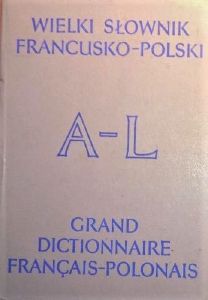 WIELKI SŁOWNIK
FRANCUSKO-POLSKI
A-L
GRAND
DICTIONNAIRE
FRANÇAIS-POLONAIS